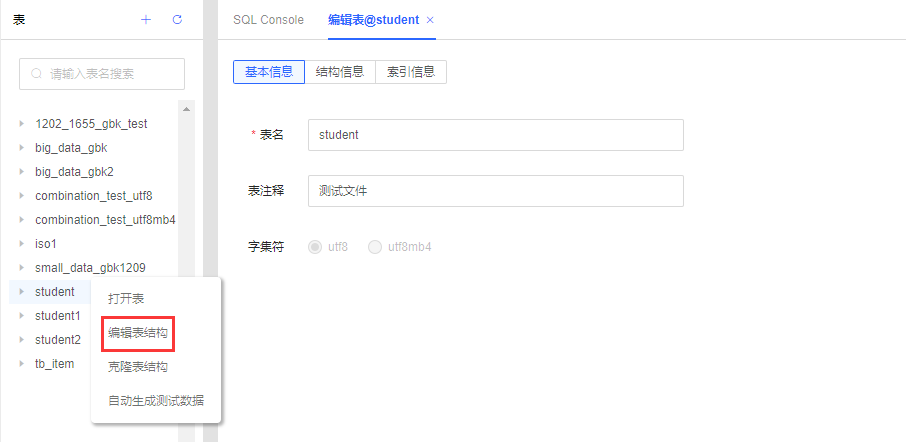 表
请输入表名搜索
1202_1655_gbk_test
big_data_gbk
big_data_gbk2
combination_test_utf8
combination_test_utf8mb4
iso1
small_data_gbk1209
student
student1
student2
tb_item
打开表
编辑表结构
克隆表结构
自动生成测试数据
SQL Console 编辑表@student
基本信息 结构信息 索引信息
* 表名 student
表注释 测试文件
字集符 utf8 utf8mb4